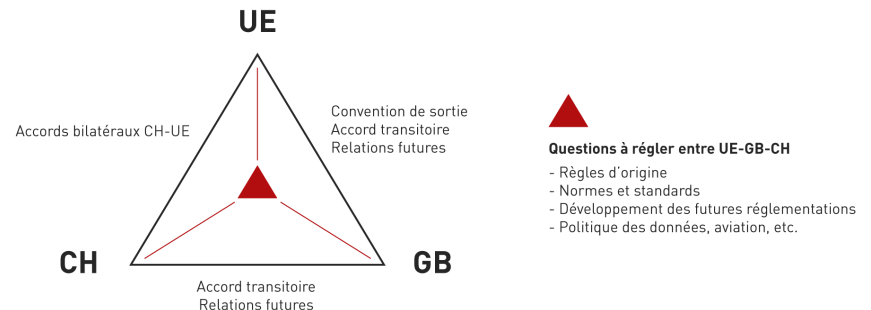 UE
Accords bilatéraux CH-UE
Convention de sortie
Accord transitoire
Relations futures
CH
GB
Accord transitoire
Relations futures
Questions à régler entre UE-GB-CH
- Règles d’origine
- Normes et standards
- Développement des futures réglementations
- Politique des données, aviation, etc.